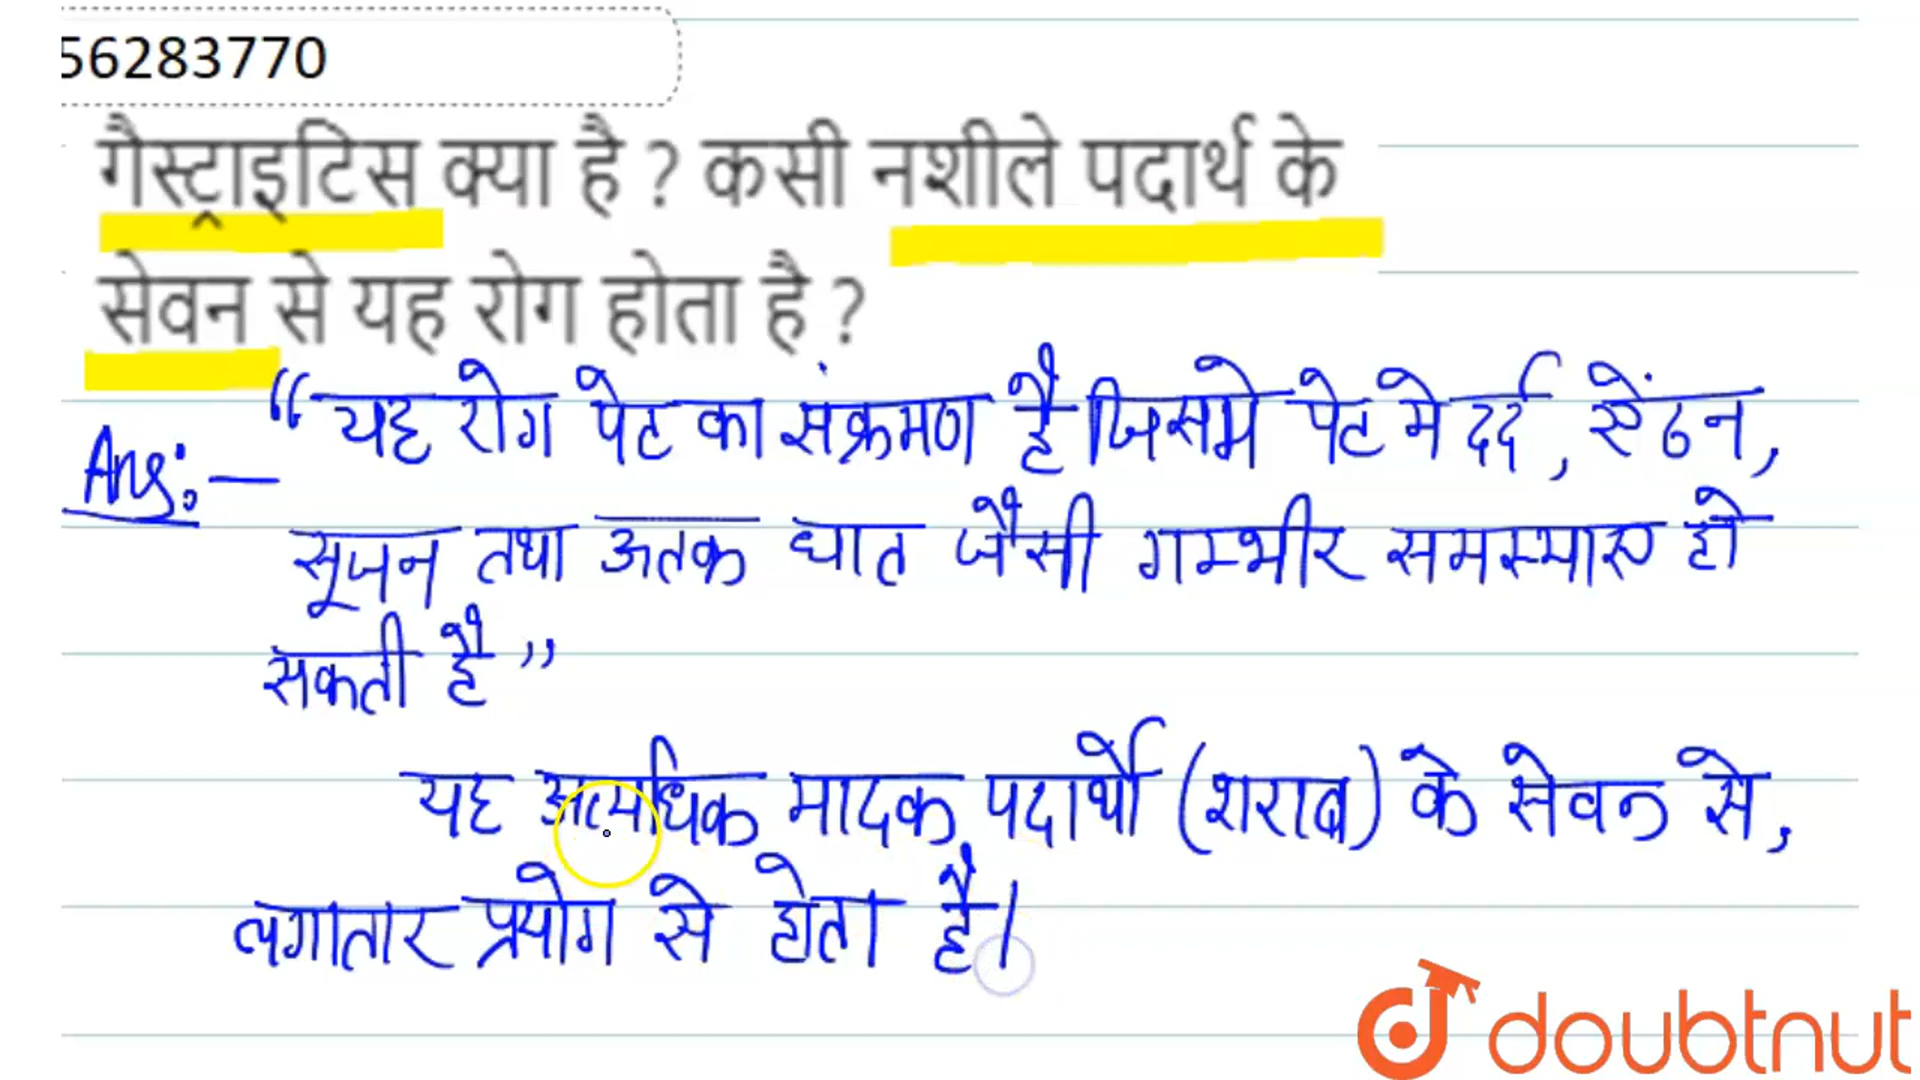 56283770
गैस्ट्राइटिस क्या है ? कसी नशीले पदार्थ के
सेवन से यह रोग होता है ?
“यह रोग पेट का संक्रमण है जिसमे पेट मे दर्द, एेंठन,
Ans:—
सूजन तथा अतक घात जैसी गम्भीर समस्याए हो
सकती है”
यह अत्यधिक मादक पदार्थो (शराब) के सेवन से,
लगातार प्रयोग से होता है।
doubtnut